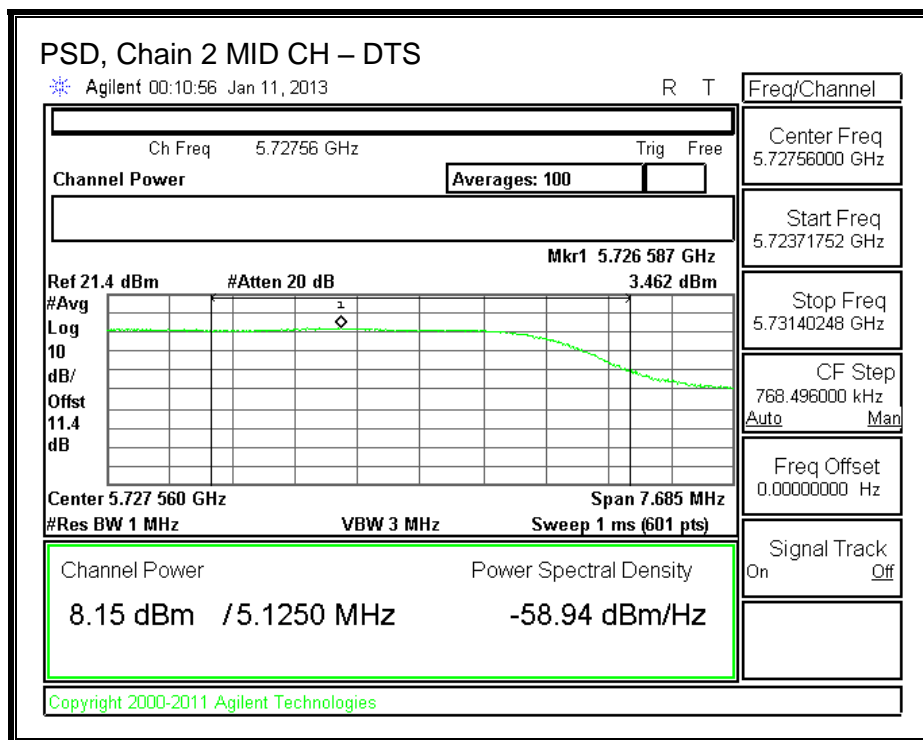 PSD, Chain 2 MID CH – DTS
Agilent 00:10:56 Jan 11, 2013 R T
Freq/Channel
Ch Freq 5.72756 GHz Trig Free
Channel Power Averages: 100
Mkr1 5.726 587 GHz
Ref 21.4 dBm #Atten 20 dB 3.462 dBm
#Avg
Log
10
dB/
Offst
11.4
dB
1
Center 5.727 560 GHz Span 7.685 MHz
#Res BW 1 MHz VBW 3 MHz Sweep 1 ms (601 pts)
Channel Power Power Spectral Density
8.15 dBm / 5.1250 MHz -58.94 dBm/Hz
Center Freq
5.72756000 GHz
Start Freq
5.72371752 GHz
Stop Freq
5.73140248 GHz
CF Step
768.496000 kHz
Auto Man
Freq Offset
0.00000000 Hz
Signal Track
On Off
Copyright 2000-2011 Agilent Technologies